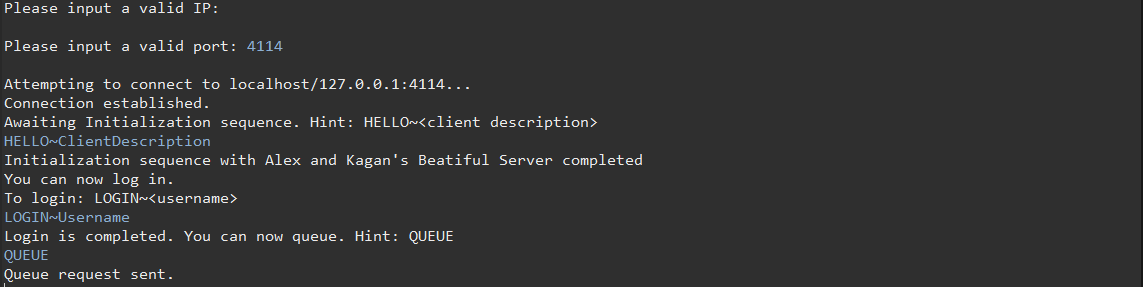 Please input a valid IP:
Please input a valid port: 4114
Attempting to connect to localhost/127.0.0.1:4114...
Connection established.
Awaiting Initialization sequence. Hint: HELLO~<client description>
HELLO~ClientDescription
Initialization sequence with Alex and Kagan's Beatiful Server completed
You can now log in.
To login: LOGIN~<username>
LOGIN~Username
Login is completed. You can now queue. Hint: QUEUE
QUEUE
Queue request sent.